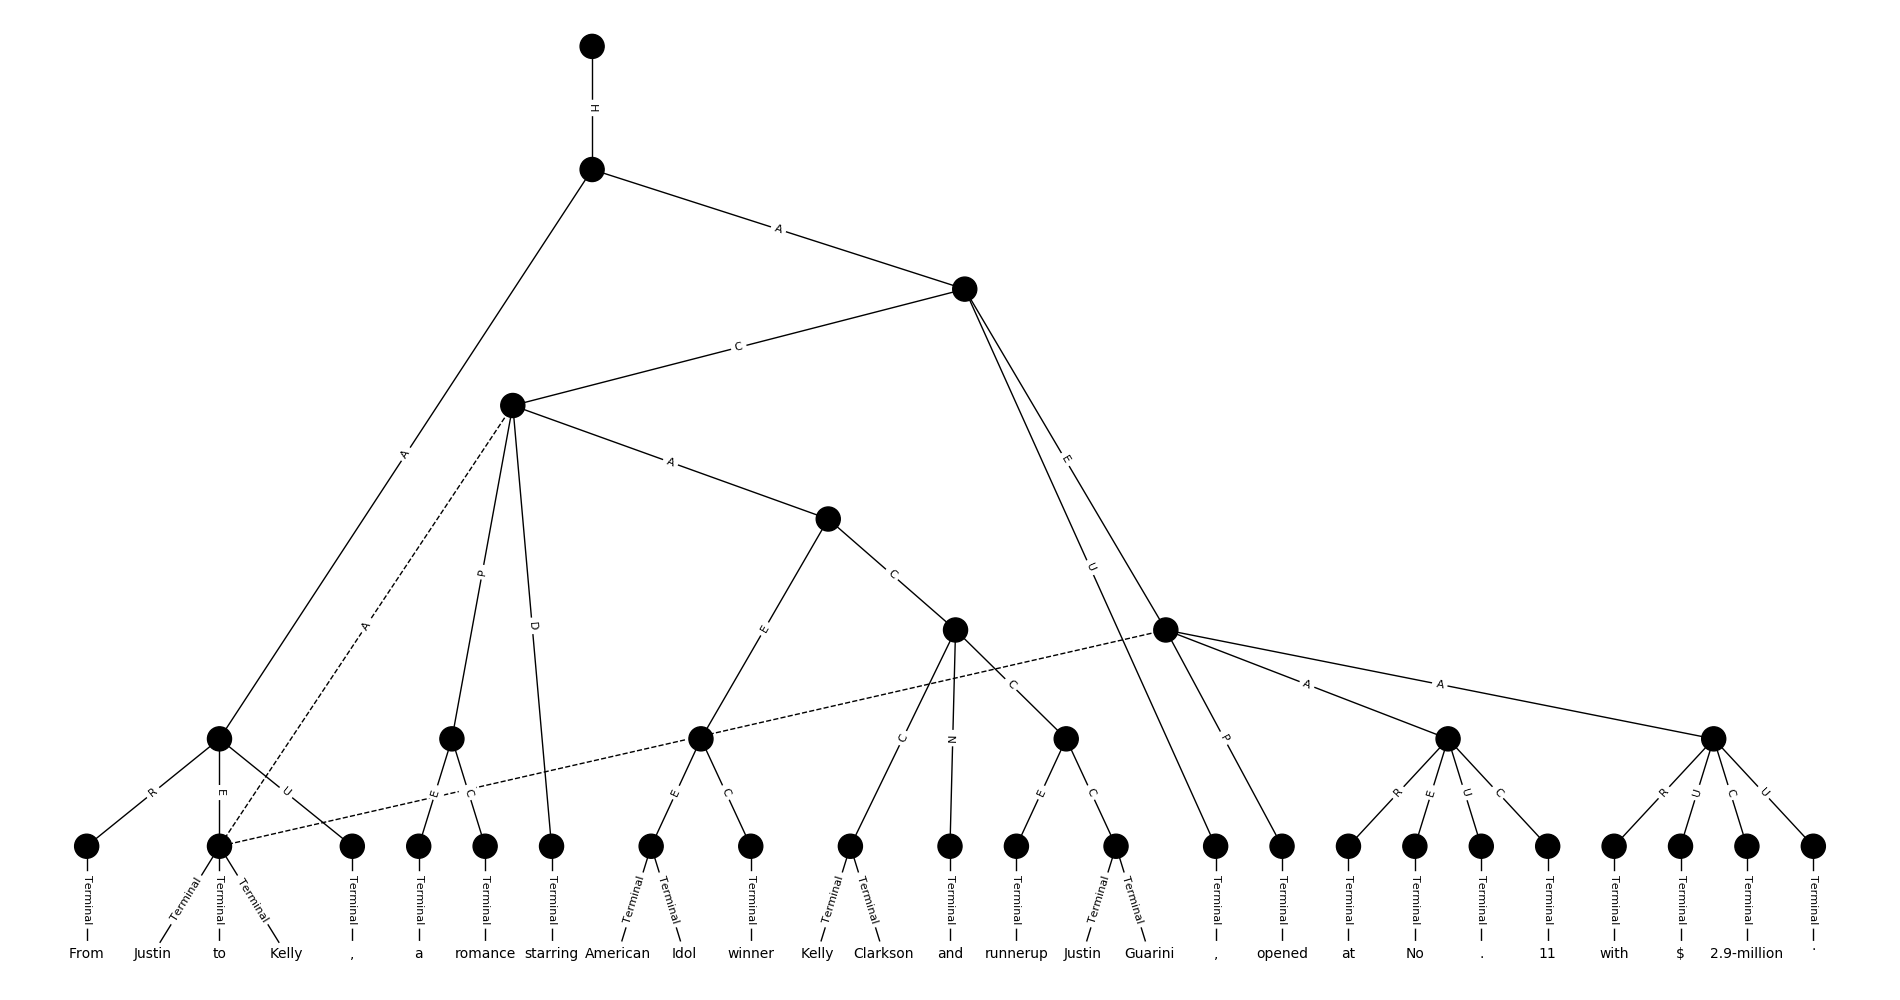 H
A
A
C
A
E
A
P
U
C
D
A
E
C
A
A
C
N
P
R
E
U
E
C
E
C
E
C
R
E
U
C
R
U
C
U
Terminal Terminal Terminal Terminal Terminal Terminal Terminal Terminal Terminal Terminal Terminal Terminal Terminal Terminal Terminal Terminal Terminal Terminal Terminal Terminal Terminal Terminal Terminal Terminal Terminal Terminal Terminal
From Justin to Kelly , a romance starring American Idol winner Kelly Clarkson and runnerup Justin Guarini , opened at No . 11 with $ 2.9-million .